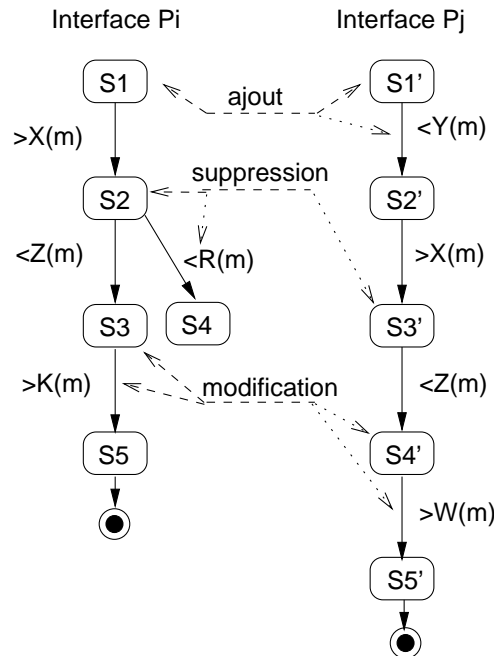 Interface Pi Interface Pj
S1 ajout S1’
>X(m) <Y(m)
suppression
S2 S2’
<Z(m) <R(m) >X(m)
S3 S4 S3’
>K(m) modification <Z(m)
S5 S4’
>W(m)
S5’